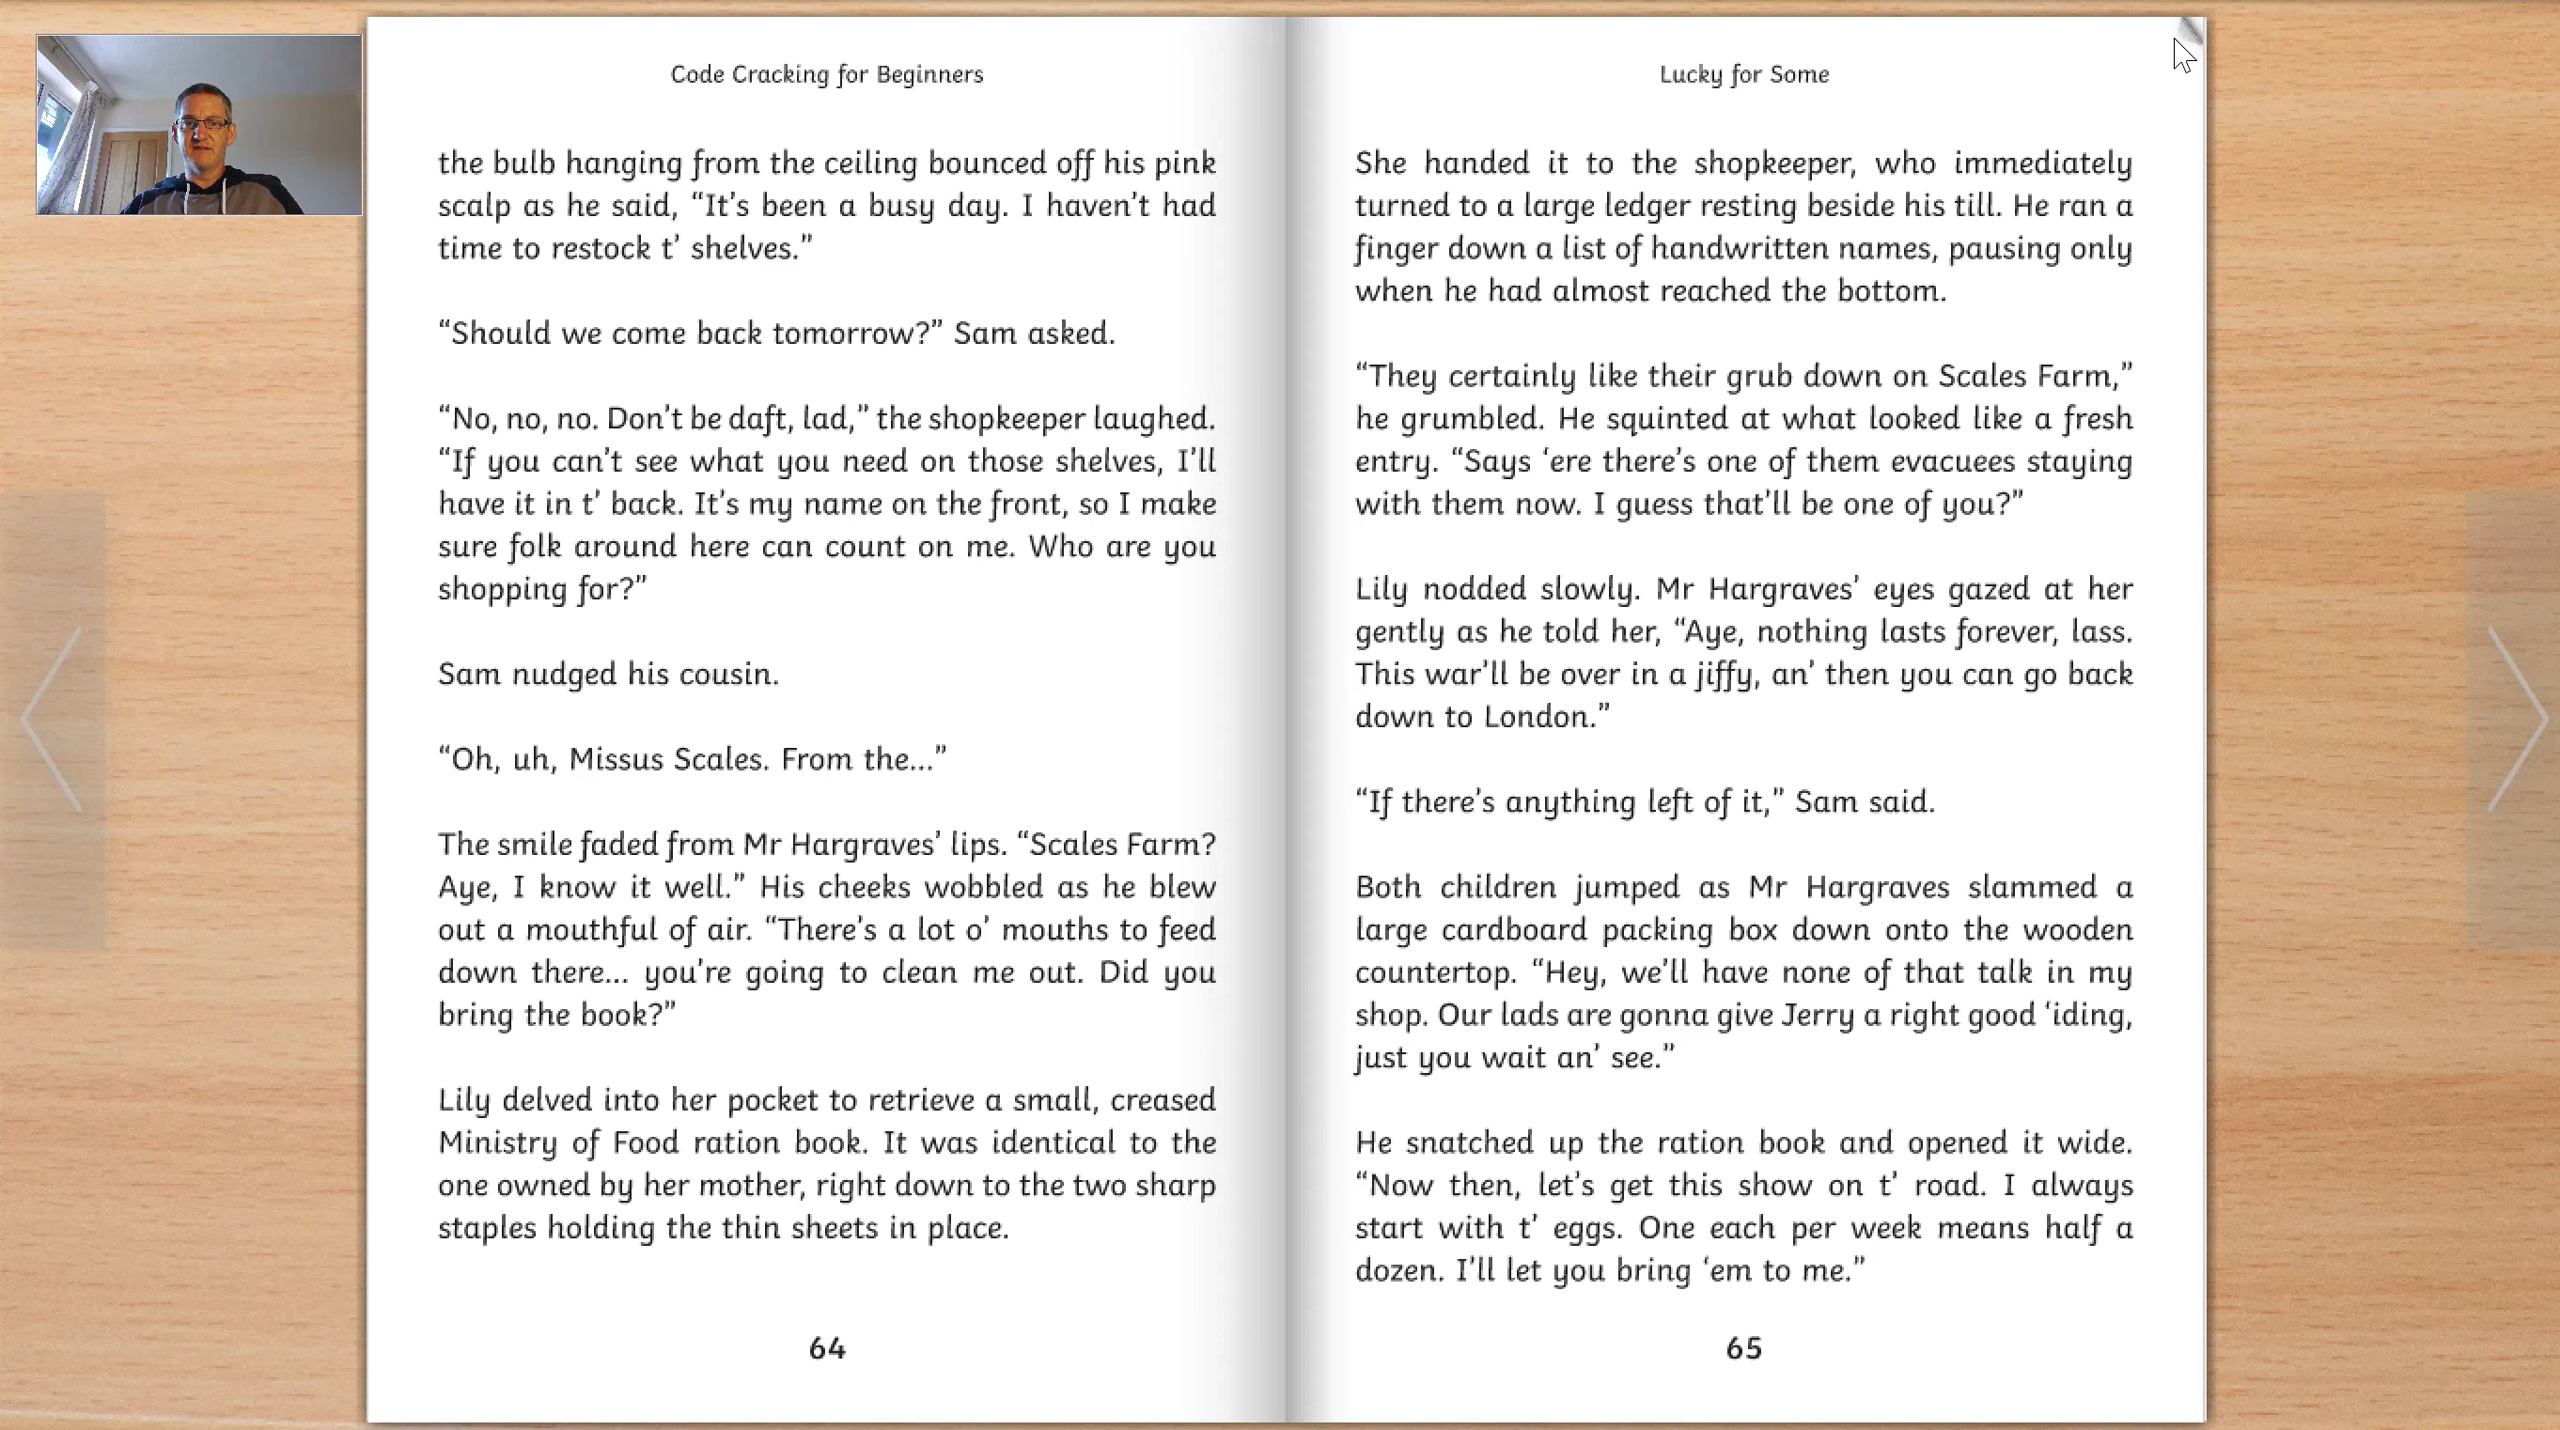 Code Cracking for Beginners
the bulb hanging from the ceiling bounced off his pink
scalp as he said, “It’s been a busy day. I haven’t had
time to restock t’ shelves.”
“Should we come back tomorrow?” Sam asked.
“No, no, no. Don’t be daft, lad,” the shopkeeper laughed.
“If you can’t see what you need on those shelves, I’ll
have it in t’ back. It’s my name on the front, so I make
sure folk around here can count on me. Who are you
shopping for?”
Sam nudged his cousin.
“Oh, uh, Missus Scales. From the...”
The smile faded from Mr Hargraves’ lips. “Scales Farm?
Aye, I know it well.” His cheeks wobbled as he blew
out a mouthful of air. “There’s a lot o’ mouths to feed
down there... you’re going to clean me out. Did you
bring the book?”
Lily delved into her pocket to retrieve a small, creased
Ministry of Food ration book. It was identical to the
one owned by her mother, right down to the two sharp
staples holding the thin sheets in place.
64
Lucky for Some
She handed it to the shopkeeper, who immediately
turned to a large ledger resting beside his till. He ran a
finger down a list of handwritten names, pausing only
when he had almost reached the bottom.
“They certainly like their grub down on Scales Farm,”
he grumbled. He squinted at what looked like a fresh
entry. “Says ‘ere there’s one of them evacuees staying
with them now. I guess that’ll be one of you?”
Lily nodded slowly. Mr Hargraves’ eyes gazed at her
gently as he told her, “Aye, nothing lasts forever, lass.
This war’ll be over in a jiffy, an’ then you can go back
down to London.”
“If there’s anything left of it,” Sam said.
Both children jumped as Mr Hargraves slammed a
large cardboard packing box down onto the wooden
countertop. “Hey, we’ll have none of that talk in my
shop. Our lads are gonna give Jerry a right good ‘iding,
just you wait an’ see.”
He snatched up the ration book and opened it wide.
“Now then, let’s get this show on t’ road. I always
start with t’ eggs. One each per week means half a
dozen. I’ll let you bring ‘em to me.”
65